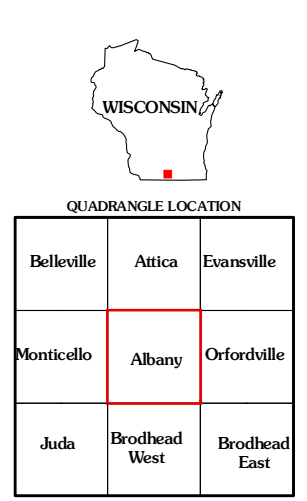 WISCONSIN
QUADRANGLE LOCATION
Belleville Attica Evansville
Monticello Albany Orfordville
Juda Brodhead West Brodhead East